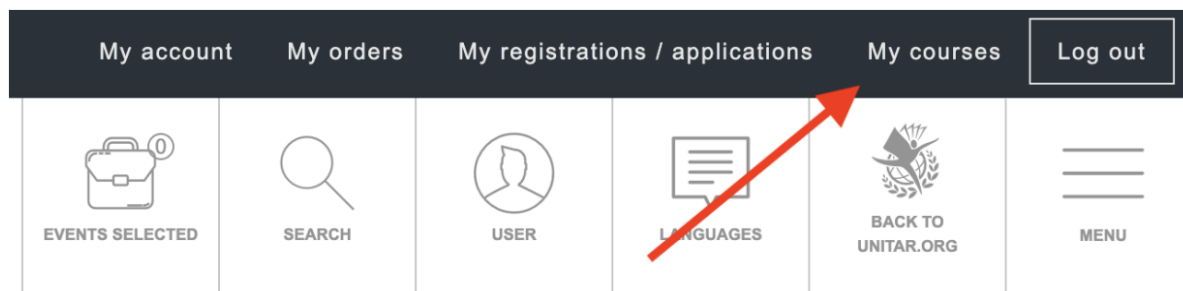 My account My orders My registrations / applications My courses Log out
0
EVENTS SELECTED SEARCH USER LANGUAGES BACK TO UNITAR.ORG MENU